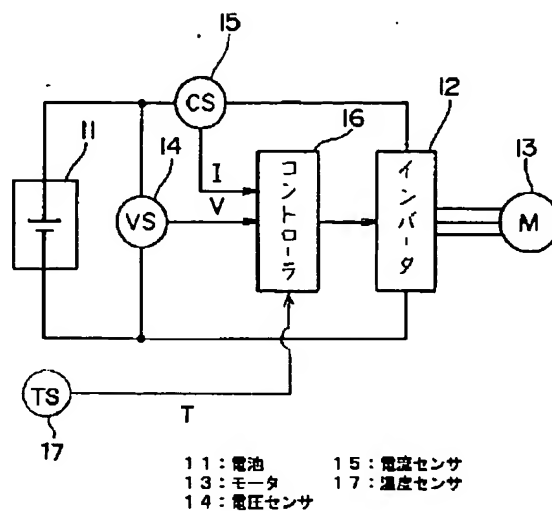 15
CS
12
11
16
13
14
I
V
VS
コントローラ
インバータ
M
TS
T
17
11：電池 15：電流センサ
13：モータ 17：温度センサ
14：電圧センサ